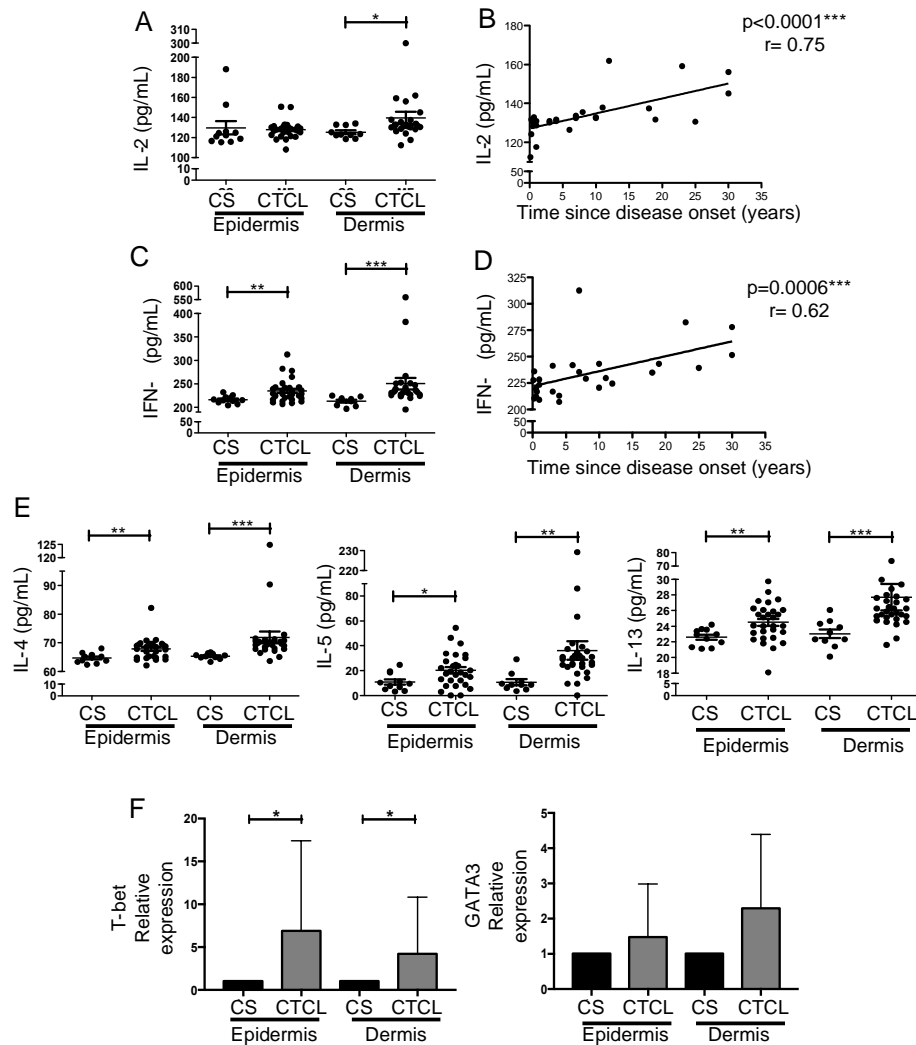 A
IL-2 (pg/mL)
310
300
200
180
160
140
120
100
10
0
*
CS CTCL CS CTCL
Epidermis Dermis
B
p<0.0001***
r= 0.75
IL-2 (pg/mL)
180
160
140
120
50
0
0 5 10 15 20 25 30 35
Time since disease onset (years)
C
IFN- (pg/mL)
600
550
400
350
300
250
200
50
0
** ***
CS CTCL CS CTCL
Epidermis Dermis
D
p=0.0006***
r= 0.62
IFN- (pg/mL)
325
300
275
250
225
200
50
0
0 5 10 15 20 25 30 35
Time since disease onset (years)
E
IL-4 (pg/mL)
125
120
100
90
80
70
60
10
5
0
** ***
CS CTCL CS CTCL
Epidermis Dermis
IL-5 (pg/mL)
230
220
100
80
60
40
20
0
* **
CS CTCL CS CTCL
Epidermis Dermis
IL-13 (pg/mL)
80
70
32
30
28
26
24
22
20
18
16
5
0
** ***
CS CTCL CS CTCL
Epidermis Dermis
F
T-bet
Relative
expression
20
15
10
5
0
* *
CS CTCL CS CTCL
Epidermis Dermis
GATA3
Relative
expression
5
4
3
2
1
0
CS CTCL CS CTCL
Epidermis Dermis